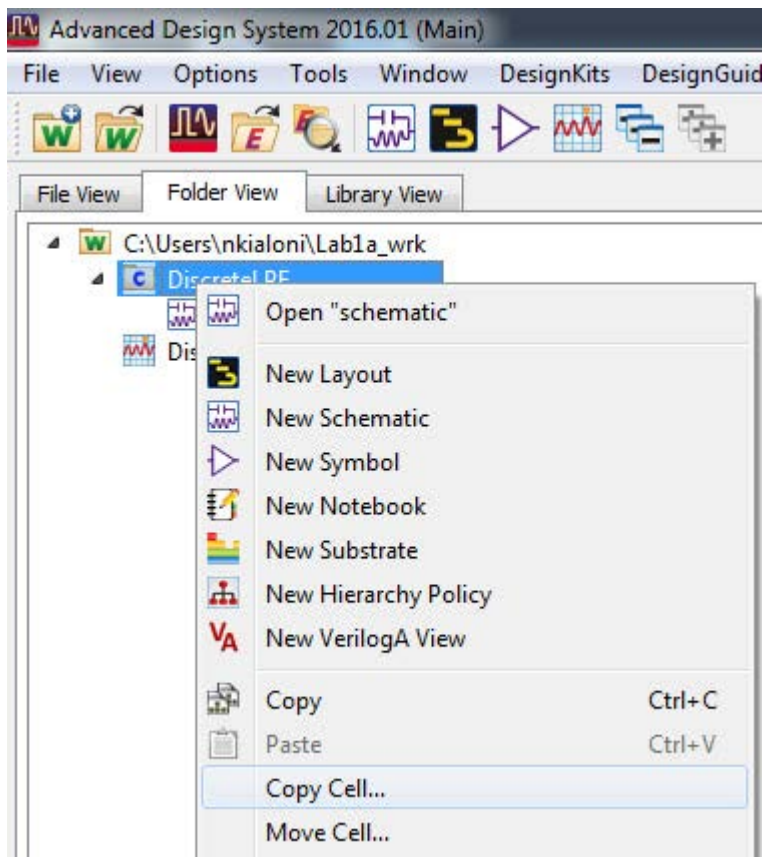 Advanced Design System 2016.01 (Main)
File View Options Tools Window DesignKits DesignGuid
File View Folder View Library View
C:\Users\nkialoni\Lab1a_wrk
Open "schematic"
Dis
New Layout
New Schematic
New Symbol
New Notebook
New Substrate
New Hierarchy Policy
New VerilogA View
Copy Ctrl+C
Paste Ctrl+V
Copy Cell...
Move Cell...